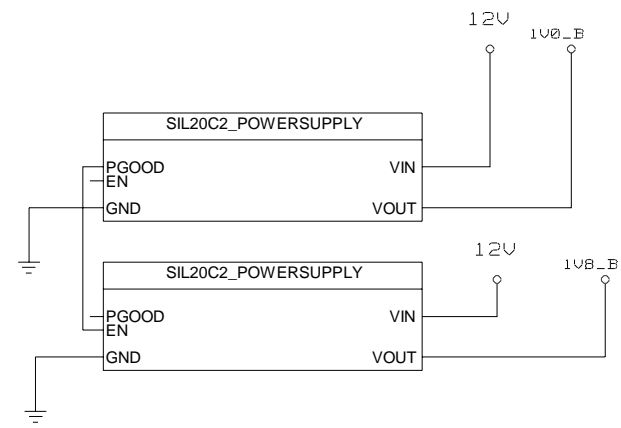 12V
1V0_B
SIL20C2_POWERSUPPLY
PGOOD VIN
EN
GND VOUT
12V
1V8_B
SIL20C2_POWERSUPPLY
PGOOD VIN
EN
GND VOUT